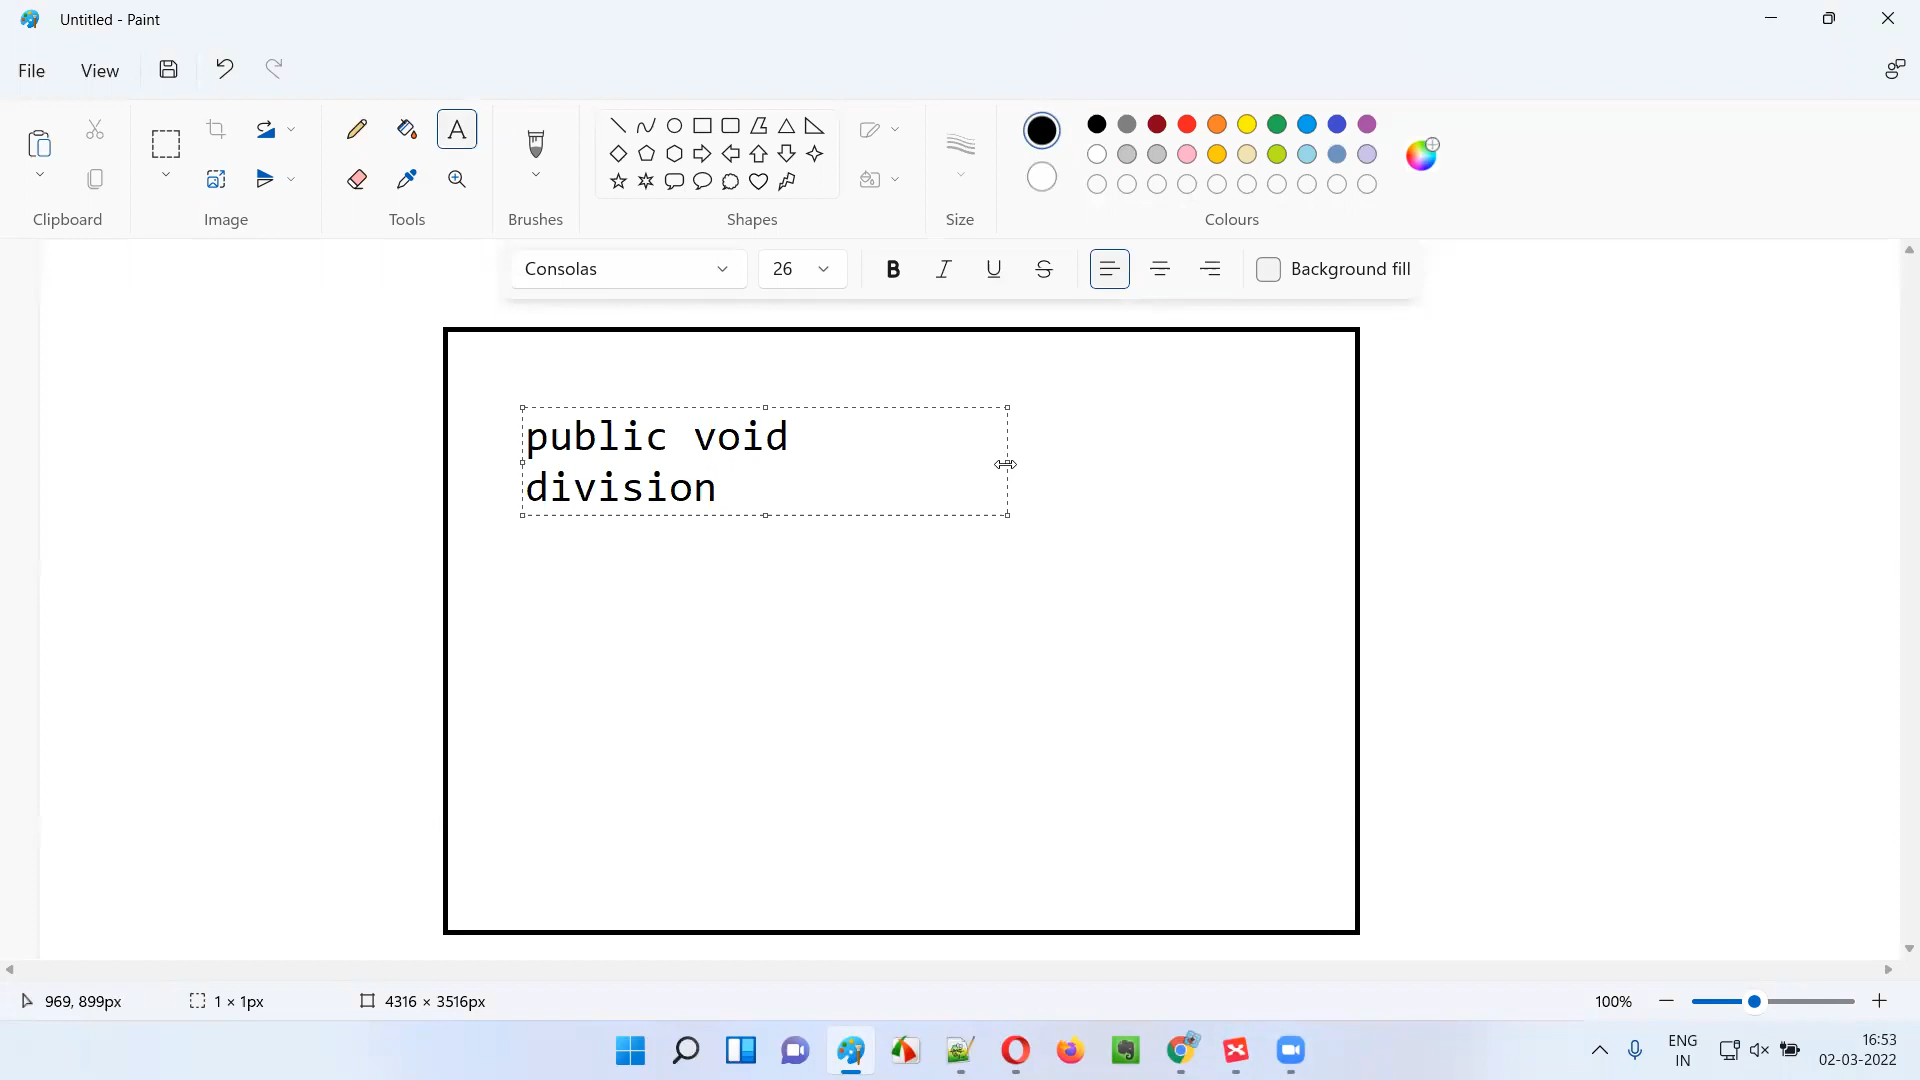 Untitled - Paint
File
View
Clipboard
Image
Tools
Brushes
Shapes
Size
Colours
Consolas
26
B
I
U
S
Background fill
public void
division
969, 899px
1 × 1px
4316 × 3516px
100%
ENG
IN
16:53
02-03-2022